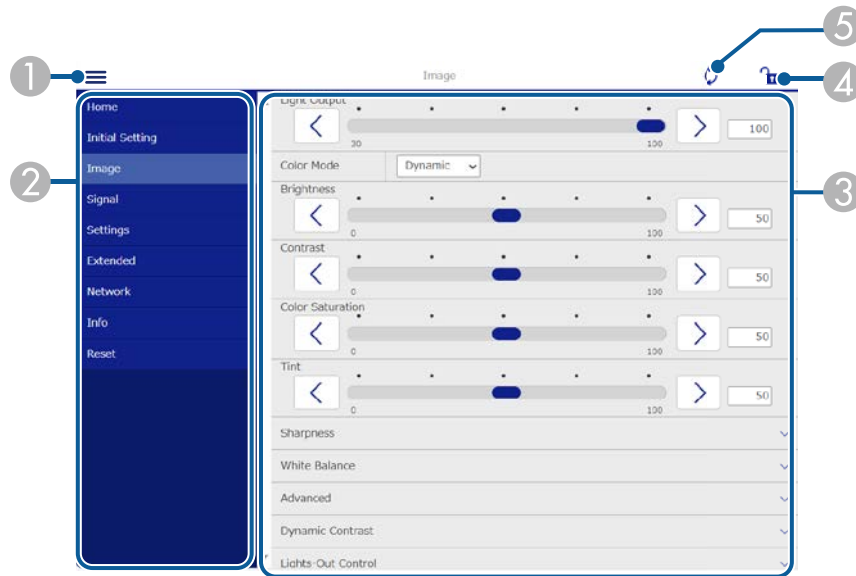 5
1
Image
4
Home
Light Output
30
100
100
Initial Setting
2
Image
Color Mode
Dynamic
3
Signal
Brightness
0
100
50
Settings
Contrast
0
100
50
Extended
Network
Color Saturation
0
100
50
Info
Reset
Tint
0
100
50
Sharpness
White Balance
Advanced
Dynamic Contrast
Lights-Out Control